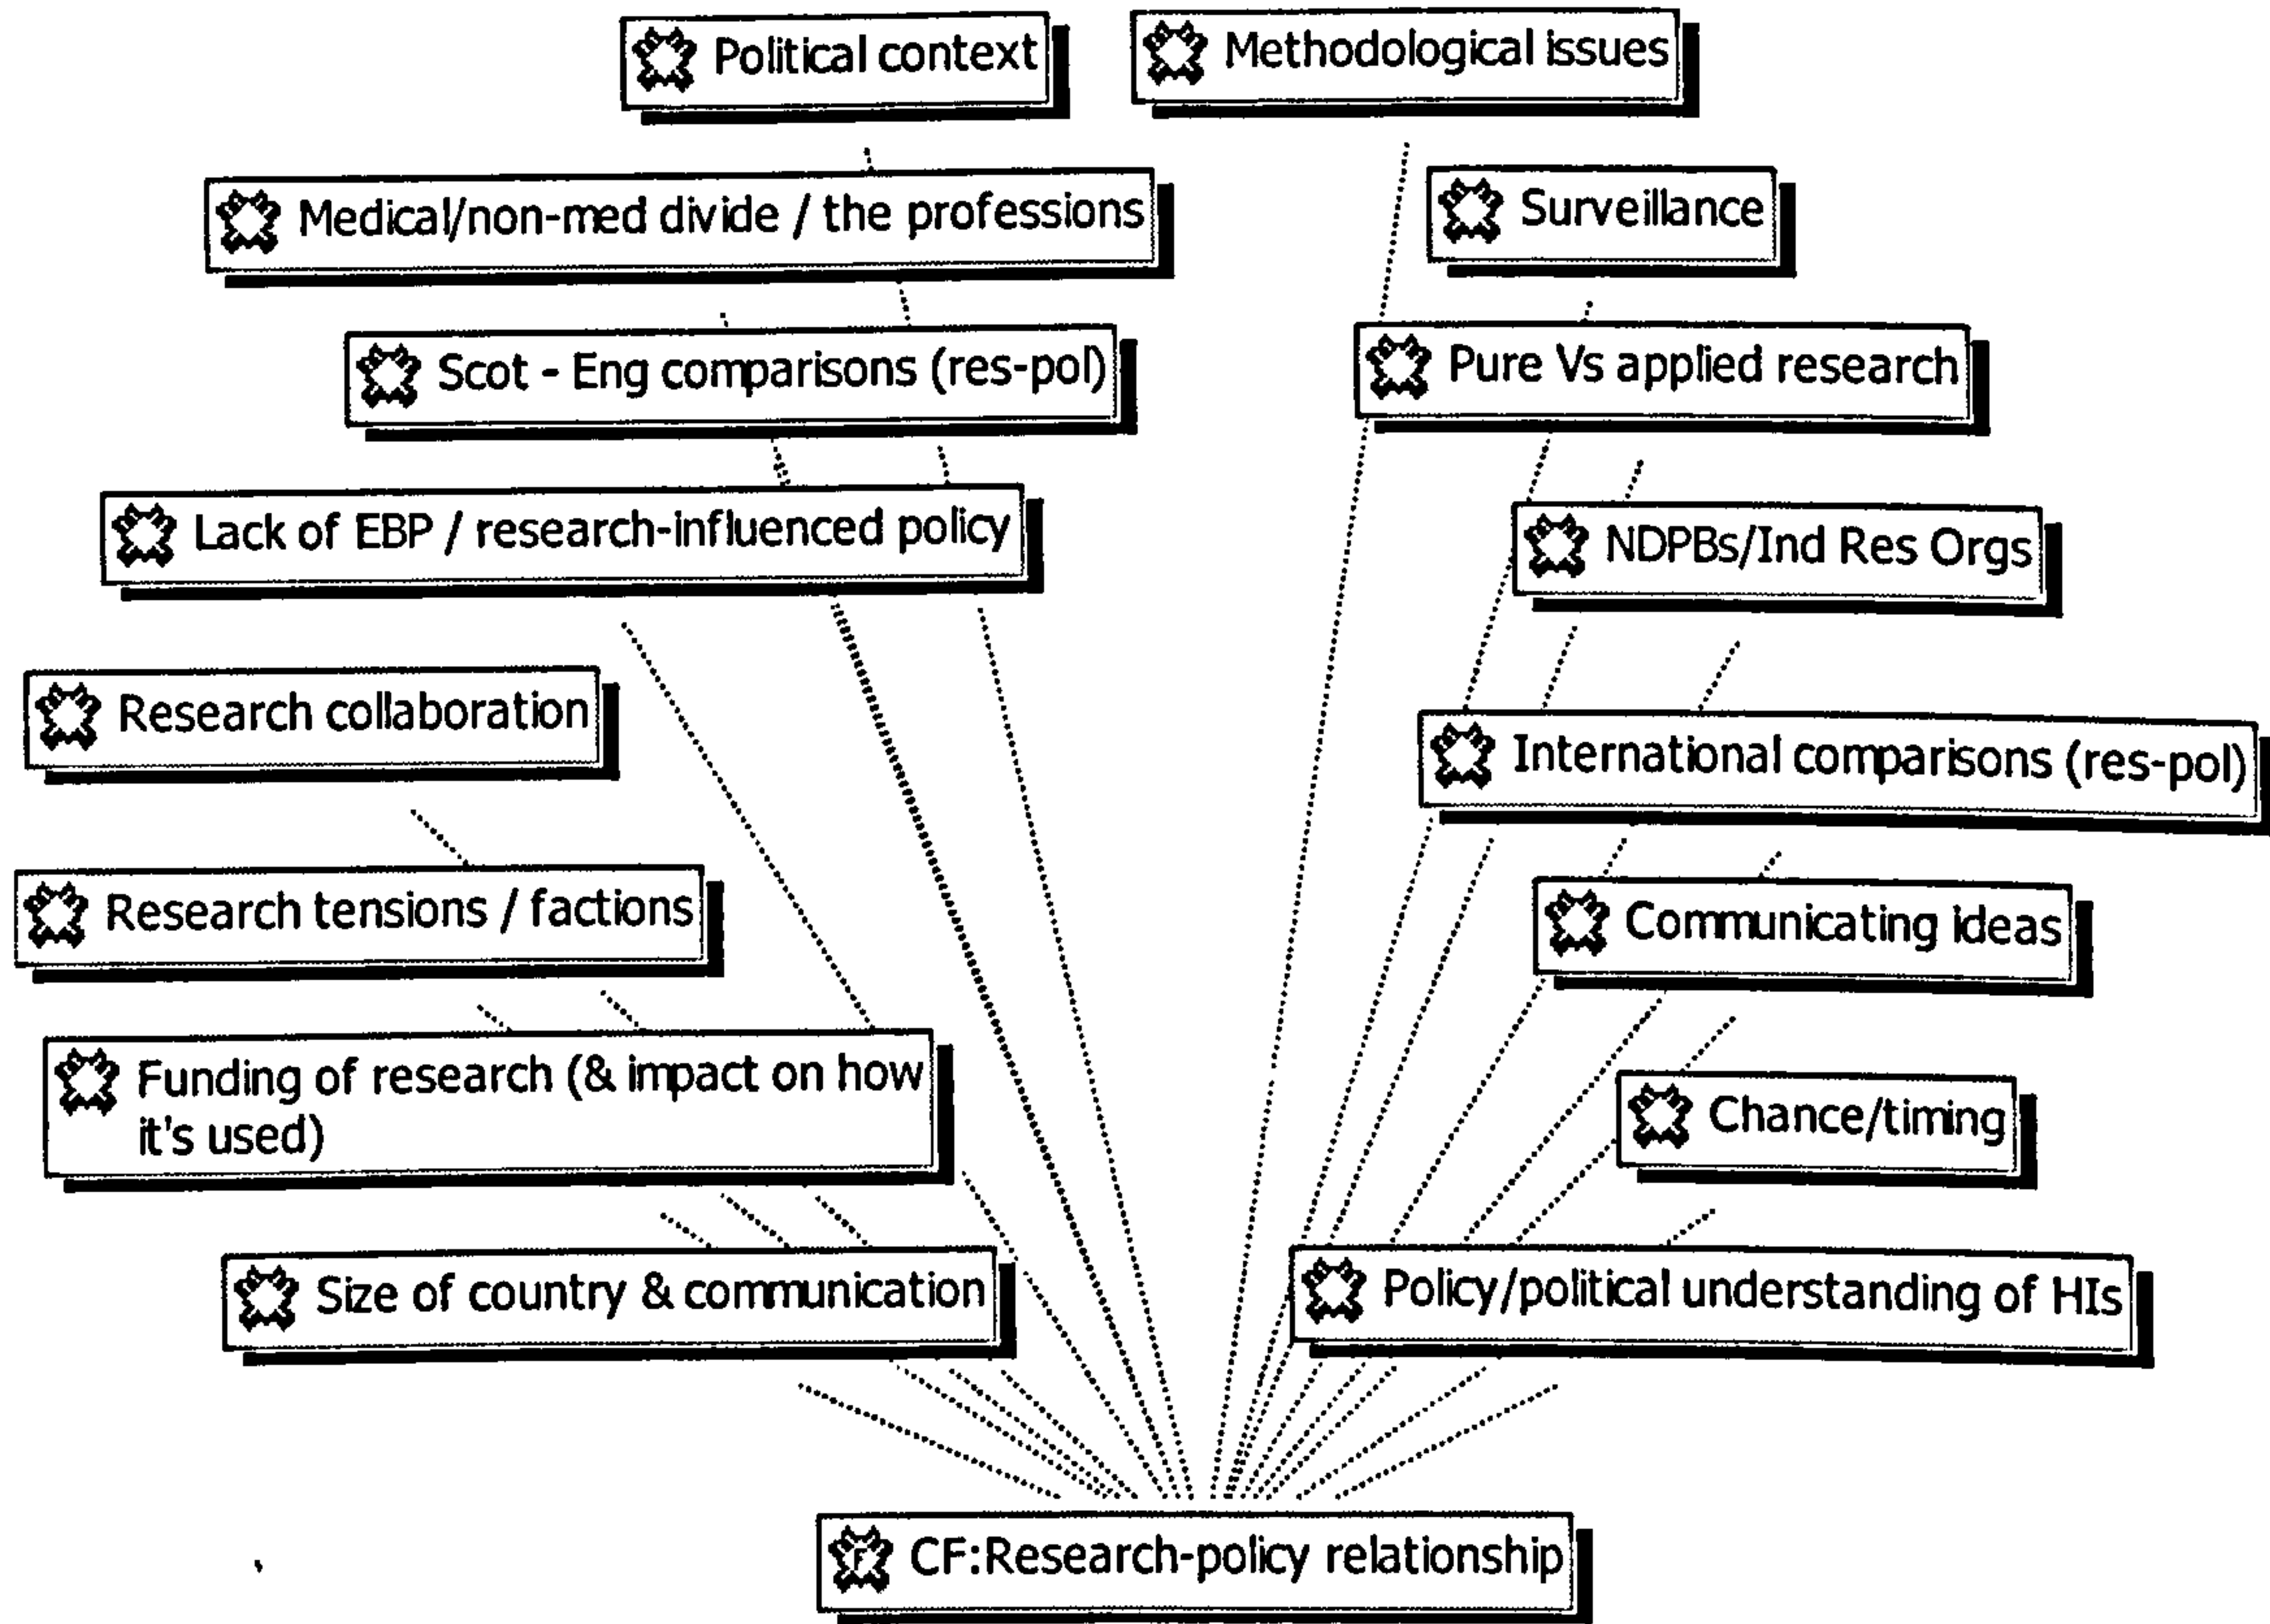 Political context
Methodological issues
Medical/non-med divide / the professions
Surveillance
Scot - Eng comparisons (res-pol)
Pure Vs applied research
Lack of EBP / research-influenced policy
NDPBs/Ind Res Orgs
Research collaboration
International comparisons (res-pol)
Research tensions / factions
Communicating ideas
Funding of research (& impact on how
it's used)
Chance/timing
Size of country & communication
Policy/political understanding of HIs
F
CF:Research-policy relationship